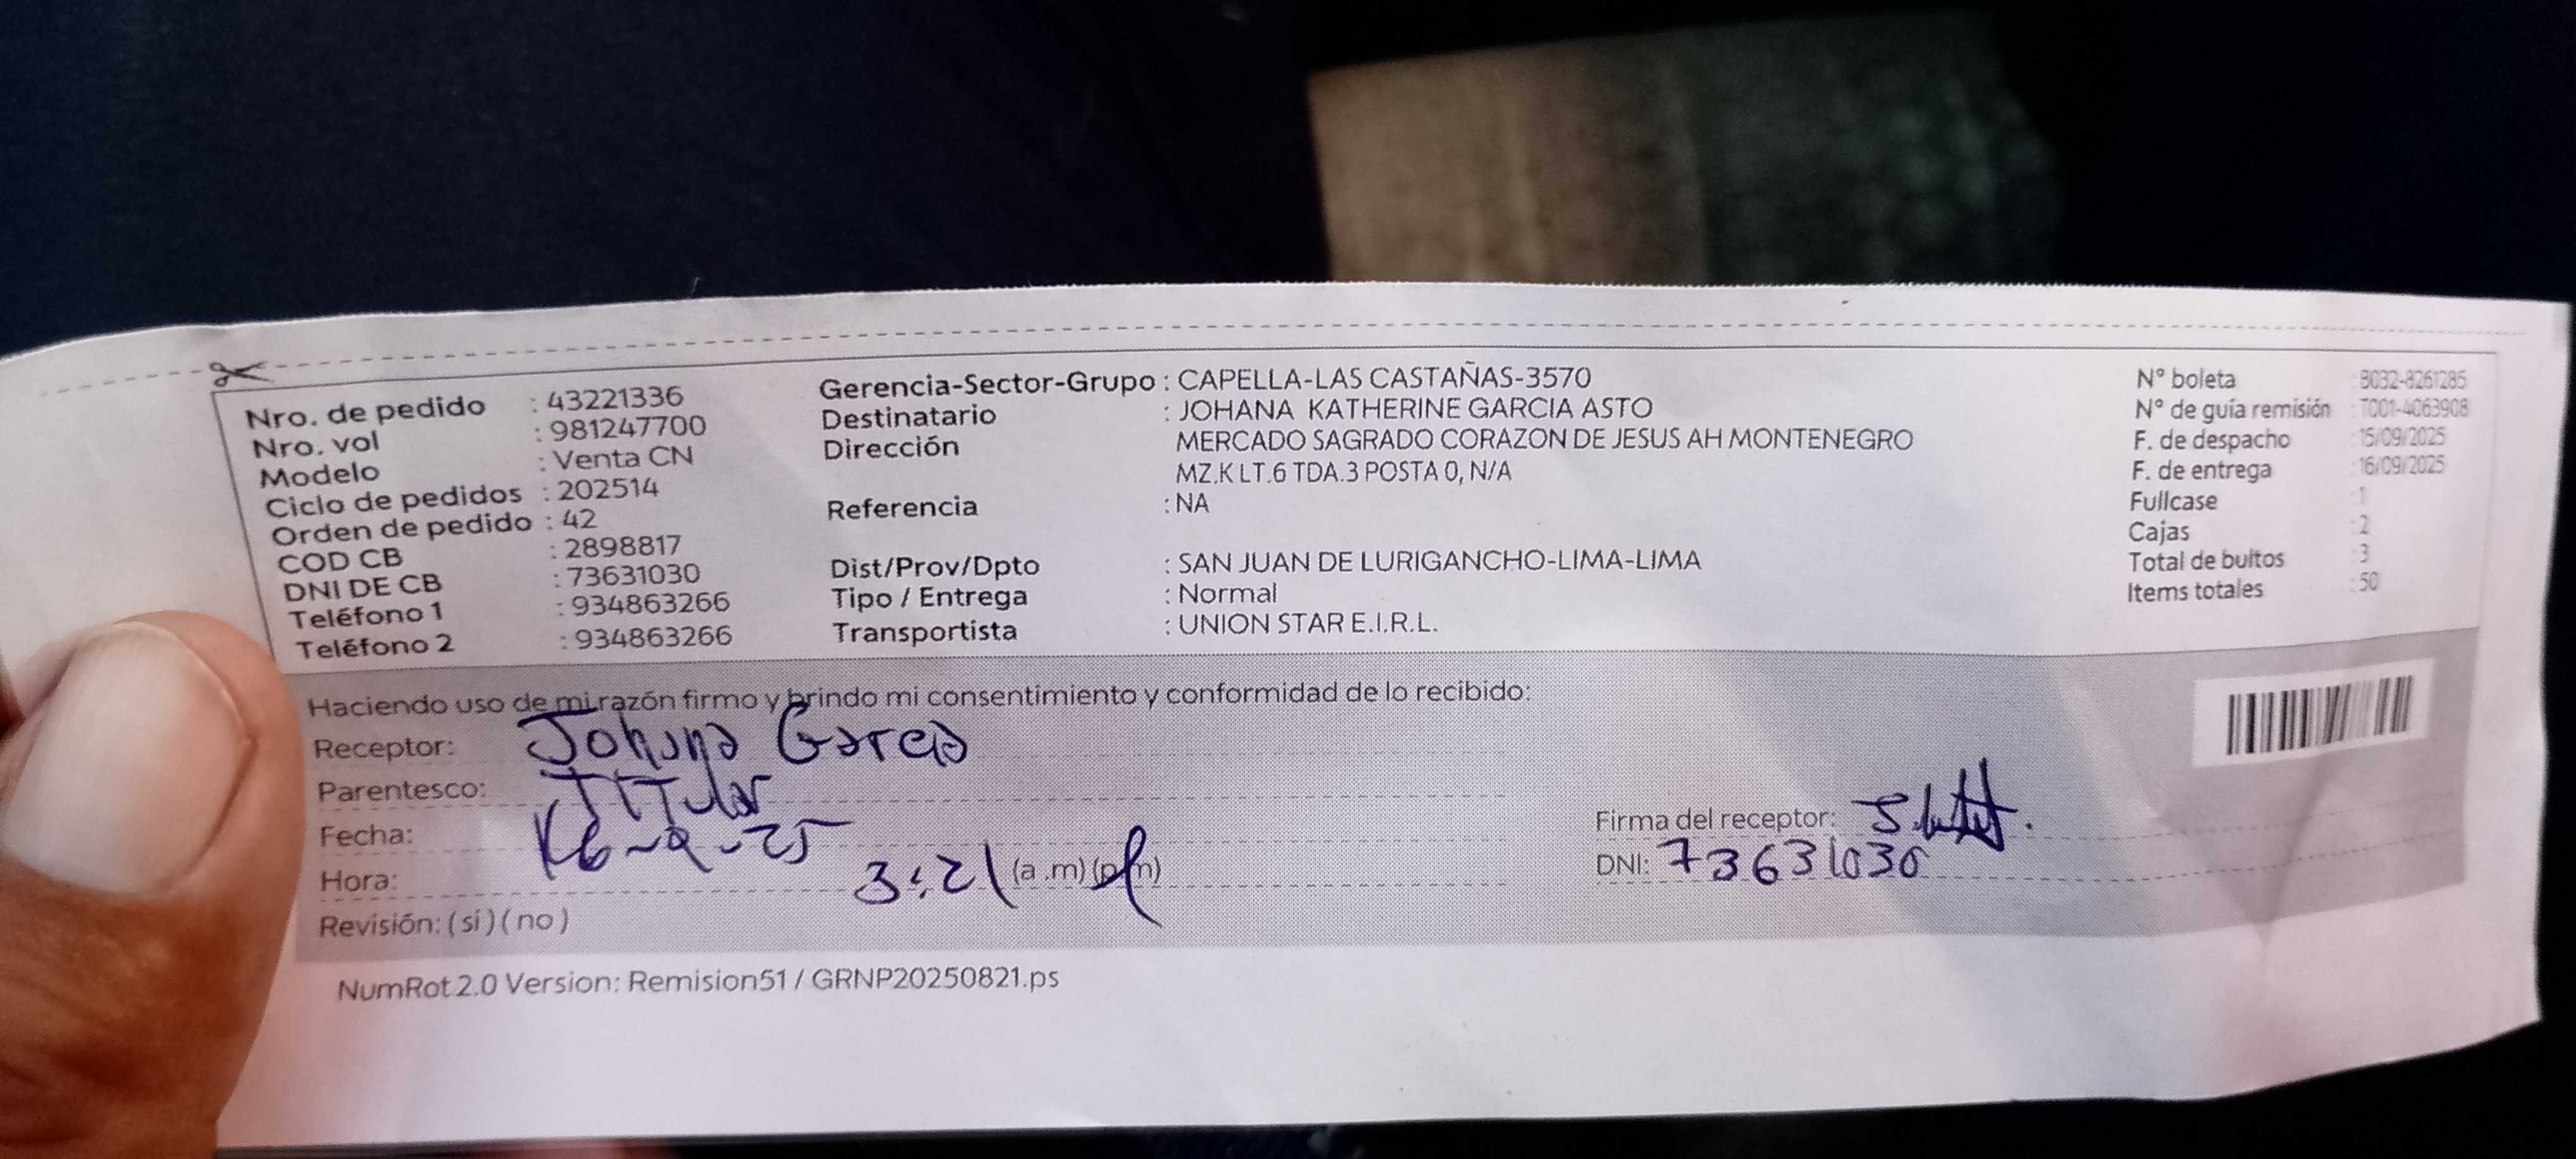 Nro. de pedido : 43221336
Nro. vol : 981247700
Modelo : Venta CN
Ciclo de pedidos : 202514
Orden de pedido : 42
COD CB : 2898817
DNI DE CB : 73631030
Teléfono 1 : 934863266
Teléfono 2 : 934863266
Gerencia-Sector-Grupo : CAPELLA-LAS CASTAÑAS-3570
Destinatario : JOHANA KATHERINE GARCIA ASTO
Dirección MERCADO SAGRADO CORAZON DE JESUS AH MONTENEGRO
MZ.K LT.6 TDA.3 POSTA 0, N/A
Referencia : NA
Dist/Prov/Dpto : SAN JUAN DE LURIGANCHO-LIMA-LIMA
Tipo / Entrega : Normal
Transportista : UNION STAR E.I.R.L.
N° boleta : B032-8261285
N° de guía remisión : T001-4063908
F. de despacho : 15/09/2025
F. de entrega : 16/09/2025
Fullcase : 1
Cajas : 2
Total de bultos : 3
Items totales : 50
Haciendo uso de mi razón firmo y brindo mi consentimiento y conformidad de lo recibido:
Receptor: Johana Garcia
Parentesco: TITular
Fecha: 16-9-25
Hora: 3:21 (a .m) (p.m)
Revisión: (si) (no)
Firma del receptor:
DNI: 73631030
NumRot 2.0 Version: Remision51 / GRNP20250821.ps